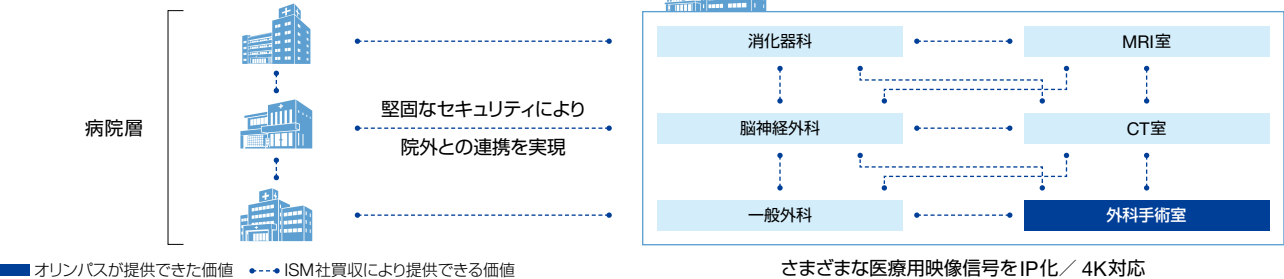 病院層
堅固なセキュリティにより
院外との連携を実現
消化器科
MRI室
脳神経外科
CT室
一般外科
外科手術室
オリンパスが提供できた価値
ISM社買収により提供できる価値
さまざまな医療用映像信号をIP化／4K対応